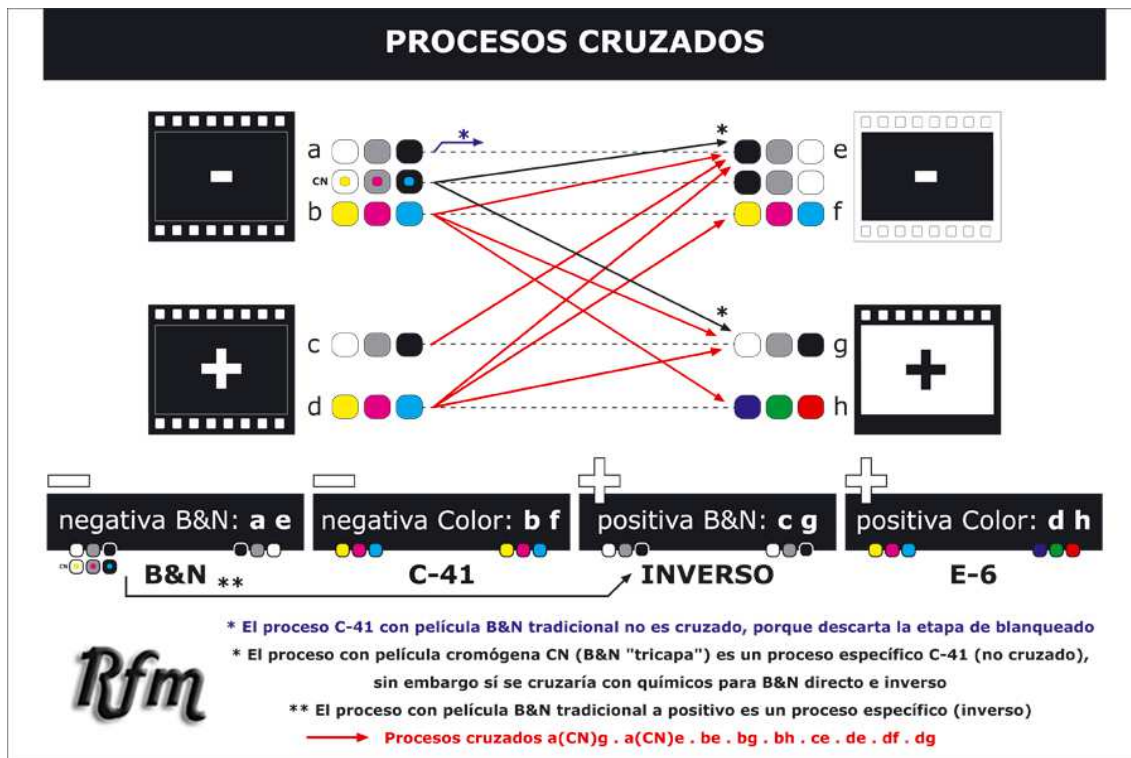 PROCESOS CRUZADOS
a
*
*
e
CN
b
f
c
*
g
d
h
negativa B&N: a e
negativa Color: b f
positiva B&N: c g
positiva Color: d h
CN
B&N **
C-41
INVERSO
E-6
* El proceso C-41 con película B&N tradicional no es cruzado, porque descarta la etapa de blanqueado
* El proceso con película cromógena CN (B&N "tricapa") es un proceso específico C-41 (no cruzado),
sin embargo sí se cruzaría con químicos para B&N directo e inverso
** El proceso con película B&N tradicional a positivo es un proceso específico (inverso)
Procesos cruzados a(CN)g . a(CN)e . be . bg . bh . ce . de . df . dg
Rfm